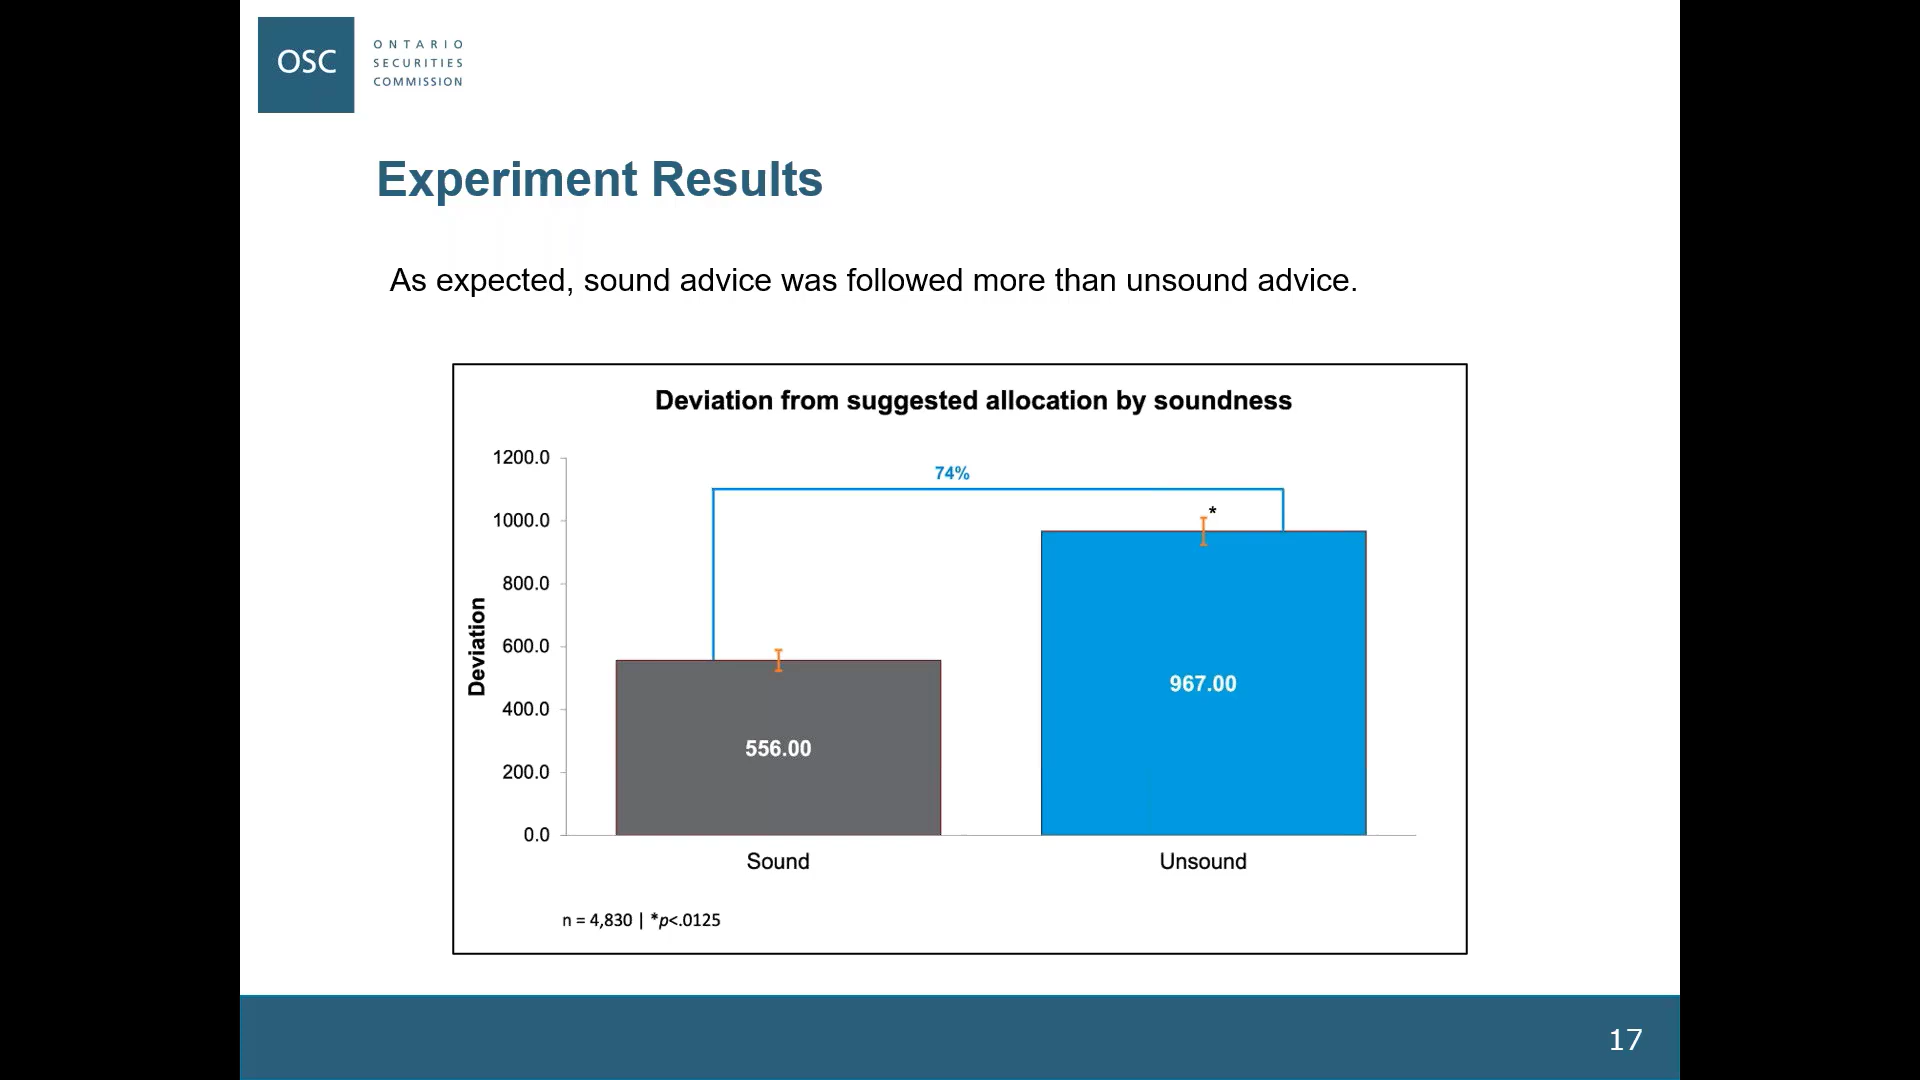 OSC
ONTARIO
SECURITIES
COMMISSION
Experiment Results
As expected, sound advice was followed more than unsound advice.
Deviation from suggested allocation by soundness
1200.0
1000.0
800.0
600.0
400.0
200.0
0.0
Deviation
74%
*
556.00
967.00
Sound
Unsound
n = 4,830 | *p<.0125
17